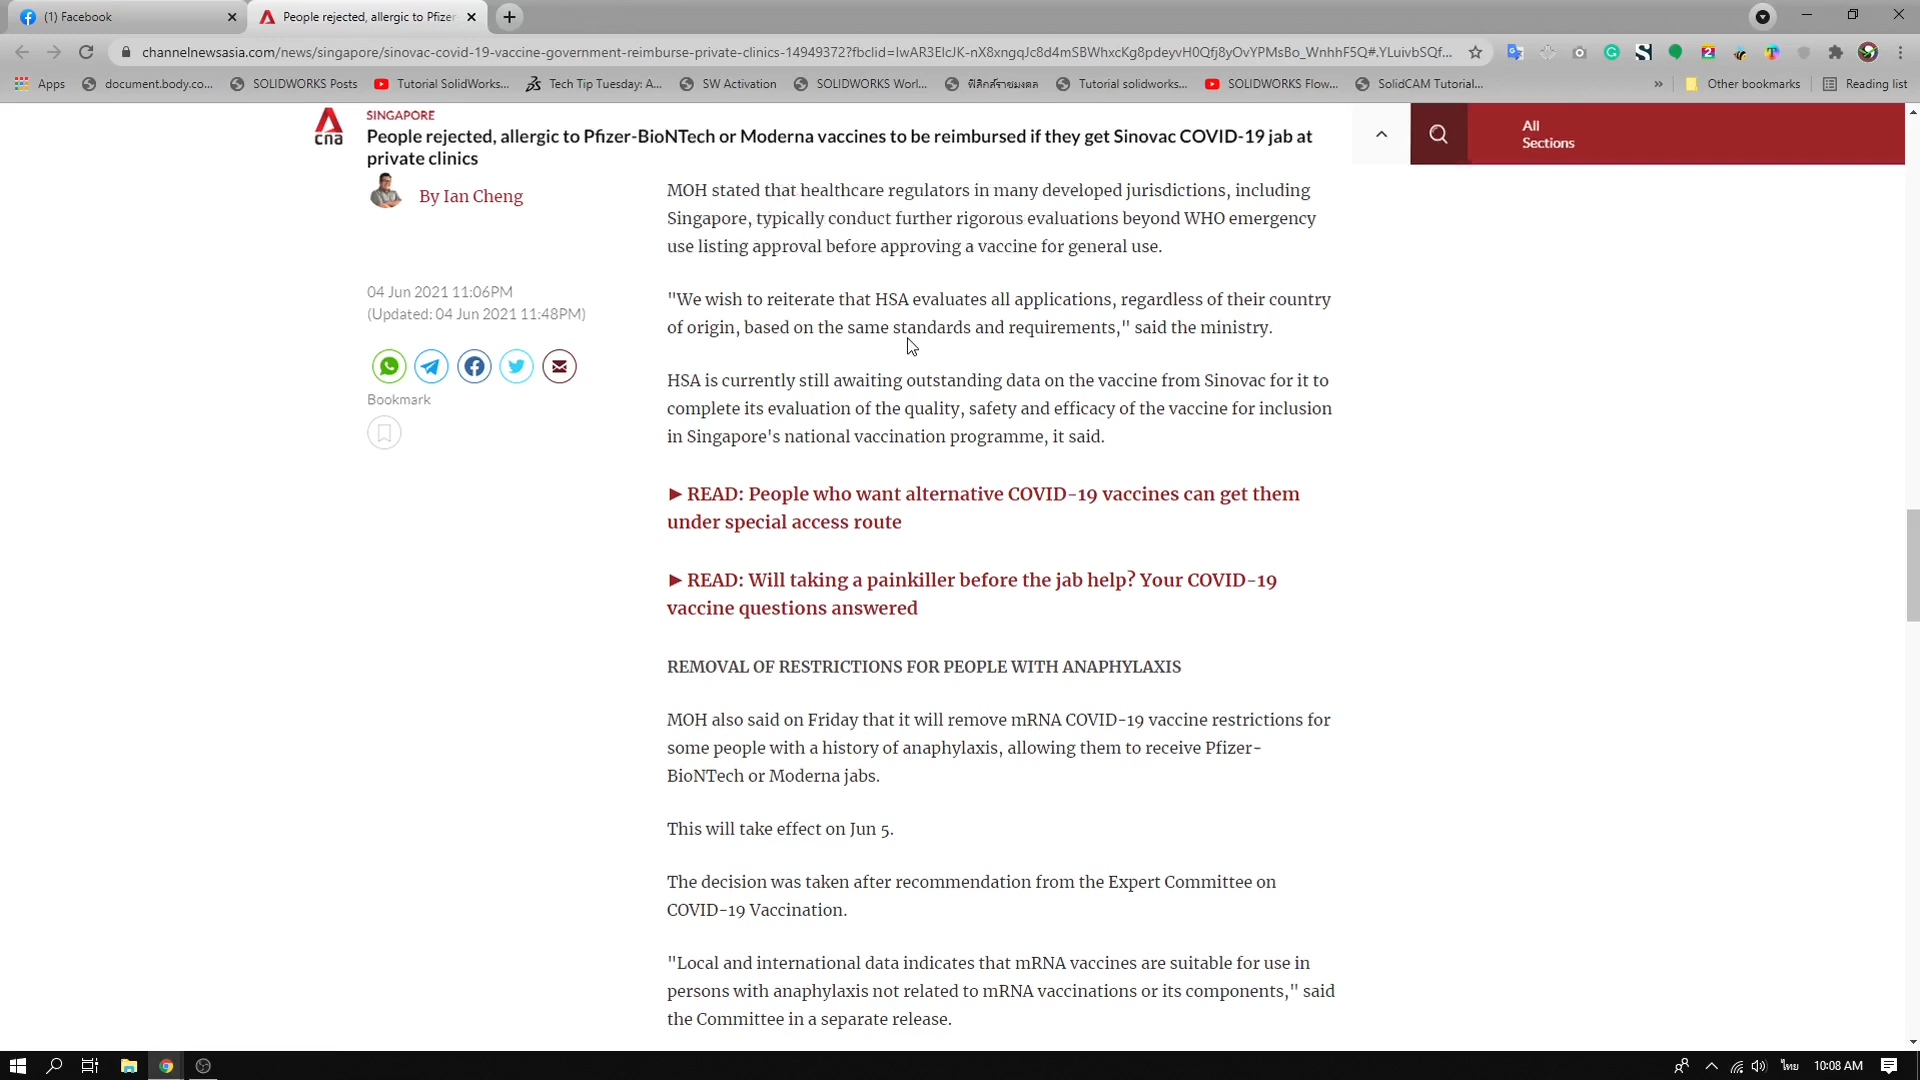 (1) Facebook
People rejected, allergic to Pfizer
channelnewsasia.com/news/singapore/sinovac-covid-19-vaccine-government-reimburse-private-clinics-14949372?fbclid=IwAR3ElcJK-nX8xngqJc8d4mSBWhxcKg8pdeyvH0Qfj8yOvYPMsBo_WnhhF5Q#.YLuivbSQf...
Apps
document.body.co...
SOLIDWORKS Posts
Tutorial SolidWorks...
Tech Tip Tuesday: A...
SW Activation
SOLIDWORKS Worl...
ฟิสิกส์ราชมงคล
Tutorial solidworks...
SOLIDWORKS Flow...
SolidCAM Tutorial...
»
Other bookmarks
Reading list
cna
SINGAPORE
People rejected, allergic to Pfizer-BioNTech or Moderna vaccines to be reimbursed if they get Sinovac COVID-19 jab at
private clinics
All
Sections
By Ian Cheng
04 Jun 2021 11:06PM
(Updated: 04 Jun 2021 11:48PM)
Bookmark
MOH stated that healthcare regulators in many developed jurisdictions, including
Singapore, typically conduct further rigorous evaluations beyond WHO emergency
use listing approval before approving a vaccine for general use.
"We wish to reiterate that HSA evaluates all applications, regardless of their country
of origin, based on the same standards and requirements," said the ministry.
HSA is currently still awaiting outstanding data on the vaccine from Sinovac for it to
complete its evaluation of the quality, safety and efficacy of the vaccine for inclusion
in Singapore's national vaccination programme, it said.
►READ: People who want alternative COVID-19 vaccines can get them
under special access route
►READ: Will taking a painkiller before the jab help? Your COVID-19
vaccine questions answered
REMOVAL OF RESTRICTIONS FOR PEOPLE WITH ANAPHYLAXIS
MOH also said on Friday that it will remove mRNA COVID-19 vaccine restrictions for
some people with a history of anaphylaxis, allowing them to receive Pfizer-
BioNTech or Moderna jabs.
This will take effect on Jun 5.
The decision was taken after recommendation from the Expert Committee on
COVID-19 Vaccination.
"Local and international data indicates that mRNA vaccines are suitable for use in
persons with anaphylaxis not related to mRNA vaccinations or its components," said
the Committee in a separate release.
ไทย
10:08 AM